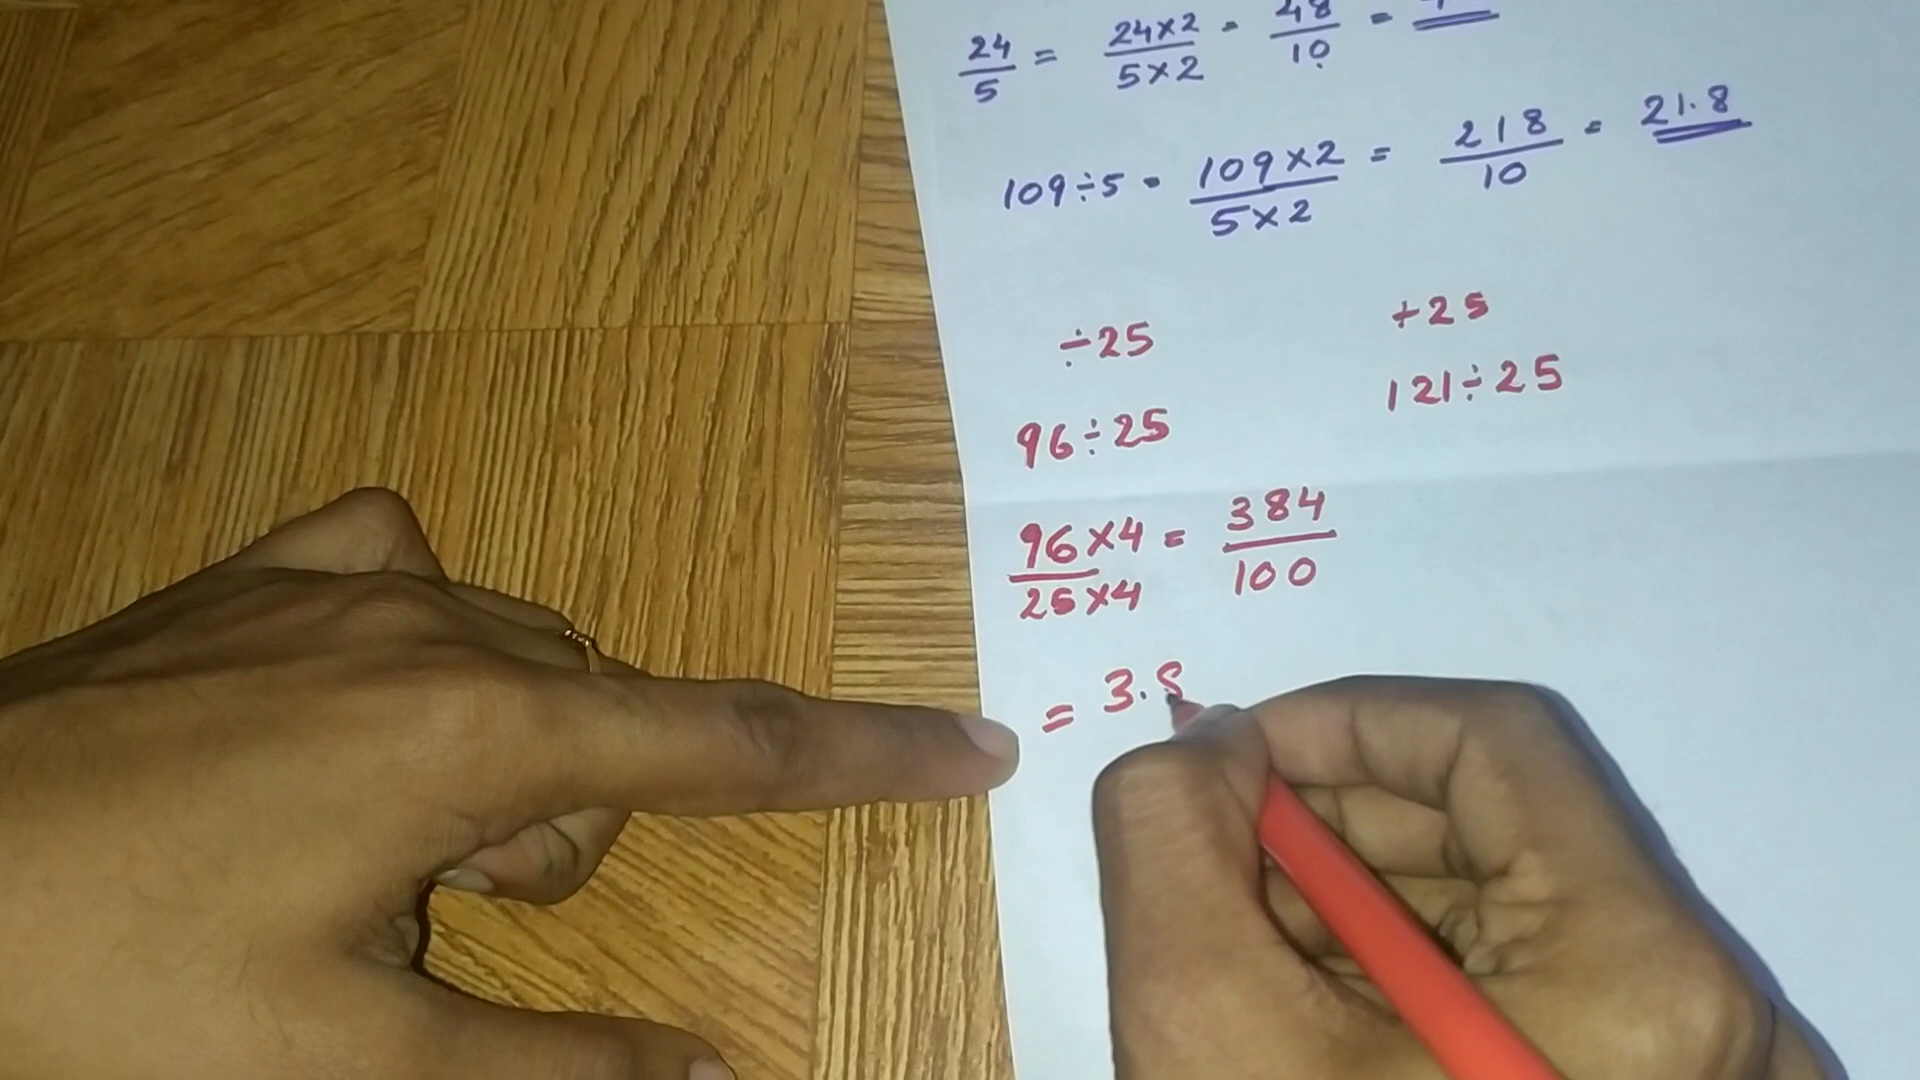 24/5 = 24×2/5×2 = 48/10 =
109÷5 = 109×2/5×2 = 218/10 = 21.8
÷25
96÷25
96×4/25×4 = 384/100
= 3.8
÷25
121÷25